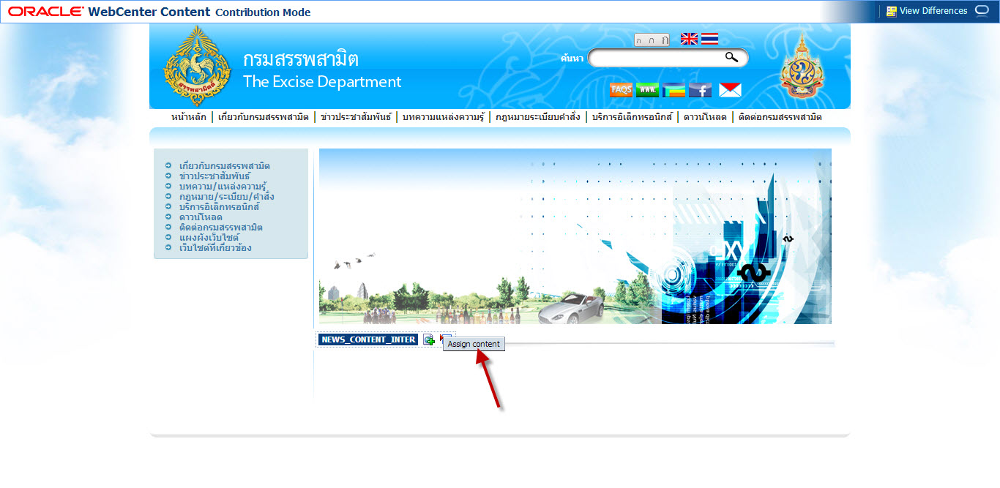 ORACLE WebCenter Content Contribution Mode
View Differences
ก ก ก
กรมสรรพสามิต
The Excise Department
ค้นหา
FAQS WWW.
หน้าหลัก | เกี่ยวกับกรมสรรพสามิต | ข่าวประชาสัมพันธ์ | บทความแหล่งความรู้ | กฎหมายระเบียบคำสั่ง | บริการอิเล็กทรอนิกส์ | ดาวน์โหลด | ติดต่อกรมสรรพสามิต
เกี่ยวกับกรมสรรพสามิต
ข่าวประชาสัมพันธ์
บทความ/แหล่งความรู้
กฎหมาย/ระเบียบ/คำสั่ง
บริการอิเล็กทรอนิกส์
ดาวน์โหลด
ติดต่อกรมสรรพสามิต
แผงผังเว็บไซต์
เว็บไซต์ที่เกี่ยวข้อง
NEWS_CONTENT_INTER
Assign content